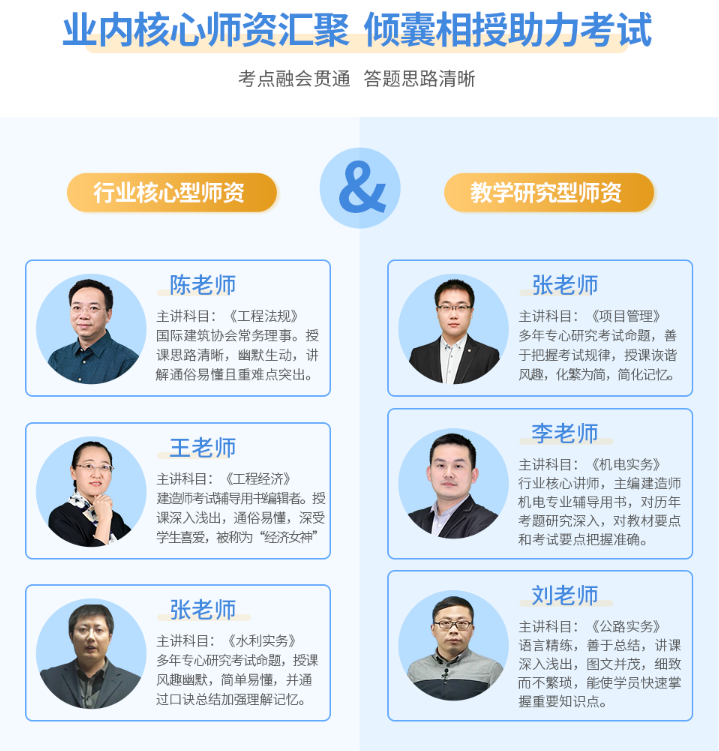 业内核心师资汇聚 倾囊相授助力考试
考点融会贯通 答题思路清晰
行业核心型师资
&
教学研究型师资
陈老师
主讲科目：《工程法规》
国际建筑协会常务理事。授
课思路清晰，幽默生动，讲
解通俗易懂且重难点突出。
王老师
主讲科目：《工程经济》
建造师考试辅导用书编辑者。授
课深入浅出，通俗易懂，深受
学生喜爱，被称为“经济女神”
张老师
主讲科目：《水利实务》
多年专心研究考试命题，授课
风趣幽默，简单易懂，并通
过口诀总结加强理解记忆。
张老师
主讲科目：《项目管理》
多年专心研究考试命题，善
于把握考试规律，授课诙谐
风趣，化繁为简，简化记忆。
李老师
主讲科目：《机电实务》
行业核心讲师，主编建造师
机电专业辅导用书，对历年
考题研究深入，对教材要点
和考试要点把握准确。
刘老师
主讲科目：《公路实务》
语言精练，善于总结，讲课
深入浅出，图文并茂，细致
而不繁琐，能使学员快速掌
握重要知识点。